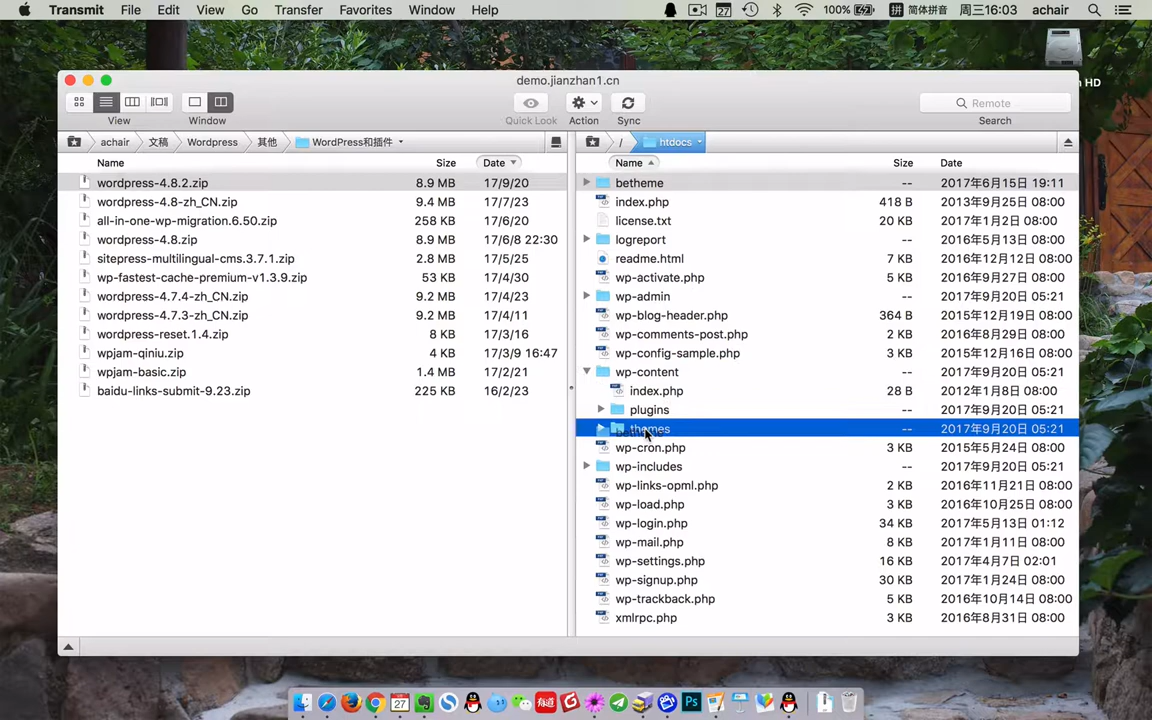 Transmit File Edit View Go Transfer Favorites Window Help 27 100% 拼 简体拼音 周三16:03 achair
demo.jianzhan1.cn
HD
Remote
View Window Quick Look Action Sync Search
achair 文稿 Wordpress 其他 WordPress和插件 / htdocs
Name Size Date Name Size Date
wordpress-4.8.2.zip 8.9 MB 17/9/20 betheme -- 2017年6月15日 19:11
wordpress-4.8-zh_CN.zip 9.4 MB 17/7/23 index.php 418 B 2013年9月25日 08:00
all-in-one-wp-migration.6.50.zip 258 KB 17/6/20 license.txt 20 KB 2017年1月2日 08:00
wordpress-4.8.zip 8.9 MB 17/6/8 22:30 logreport -- 2016年5月13日 08:00
sitepress-multilingual-cms.3.7.1.zip 2.8 MB 17/5/25 readme.html 7 KB 2016年12月12日 08:00
wp-fastest-cache-premium-v1.3.9.zip 53 KB 17/4/30 wp-activate.php 5 KB 2016年9月27日 08:00
wordpress-4.7.4-zh_CN.zip 9.2 MB 17/4/23 wp-admin -- 2017年9月20日 05:21
wordpress-4.7.3-zh_CN.zip 9.2 MB 17/4/11 wp-blog-header.php 364 B 2015年12月19日 08:00
wordpress-reset.1.4.zip 8 KB 17/3/16 wp-comments-post.php 2 KB 2016年8月29日 08:00
wpjam-qiniu.zip 4 KB 17/3/9 16:47 wp-config-sample.php 3 KB 2015年12月16日 08:00
wpjam-basic.zip 1.4 MB 17/2/21 wp-content -- 2017年9月20日 05:21
baidu-links-submit-9.23.zip 225 KB 16/2/23 index.php 28 B 2012年1月8日 08:00
plugins -- 2017年9月20日 05:21
themes -- 2017年9月20日 05:21
wp-cron.php 3 KB 2015年5月24日 08:00
wp-includes -- 2017年9月20日 05:21
wp-links-opml.php 2 KB 2016年11月21日 08:00
wp-load.php 3 KB 2016年10月25日 08:00
wp-login.php 34 KB 2017年5月13日 01:12
wp-mail.php 8 KB 2017年1月11日 08:00
wp-settings.php 16 KB 2017年4月7日 02:01
wp-signup.php 30 KB 2017年1月24日 08:00
wp-trackback.php 5 KB 2016年10月14日 08:00
xmlrpc.php 3 KB 2016年8月31日 08:00
27 有道 Ps